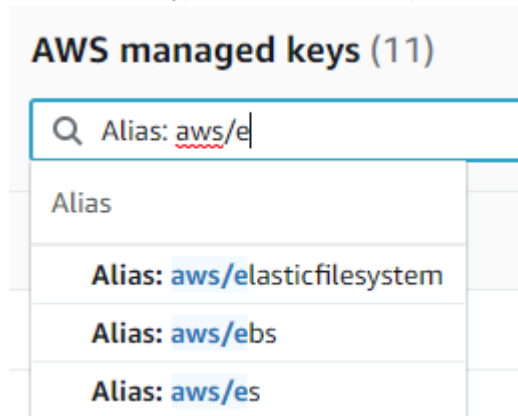 AWS managed keys (11)
Alias: aws/e
Alias
Alias: aws/elasticfilesystem
Alias: aws/ebs
Alias: aws/es